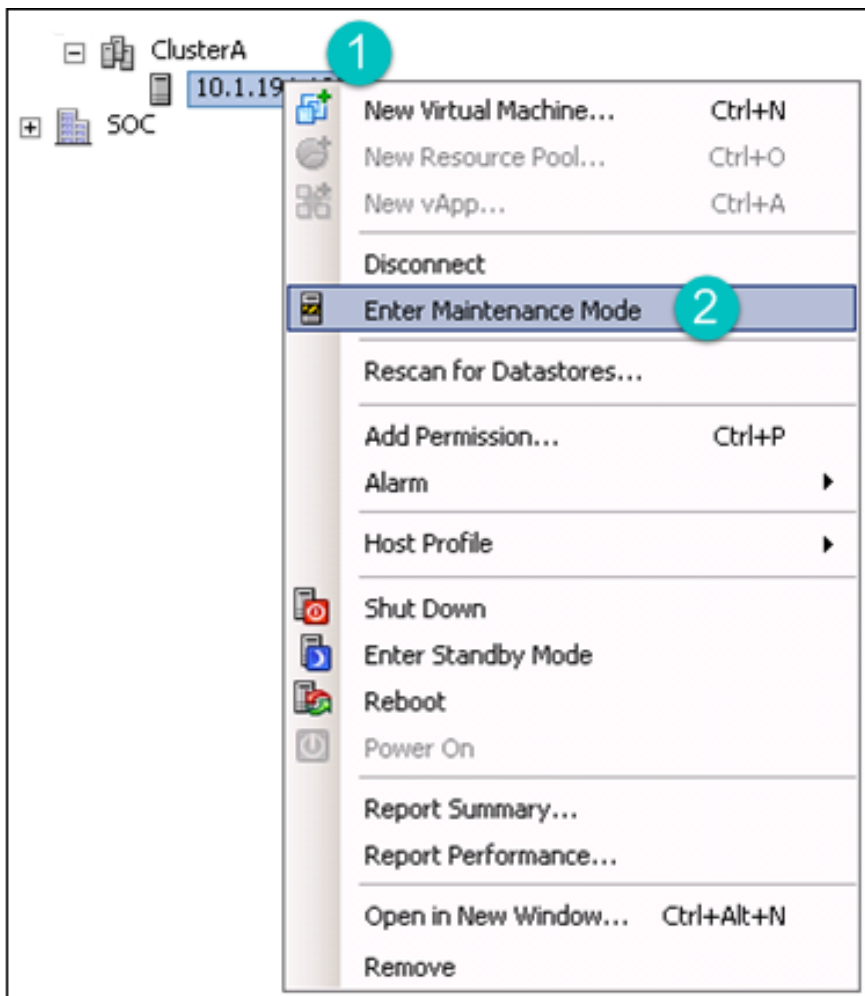 ClusterA
1
10.1.19
SOC
New Virtual Machine... Ctrl+N
New Resource Pool... Ctrl+O
New vApp... Ctrl+A
Disconnect
Enter Maintenance Mode 2
Rescan for Datastores...
Add Permission... Ctrl+P
Alarm
Host Profile
Shut Down
Enter Standby Mode
Reboot
Power On
Report Summary...
Report Performance...
Open in New Window... Ctrl+Alt+N
Remove